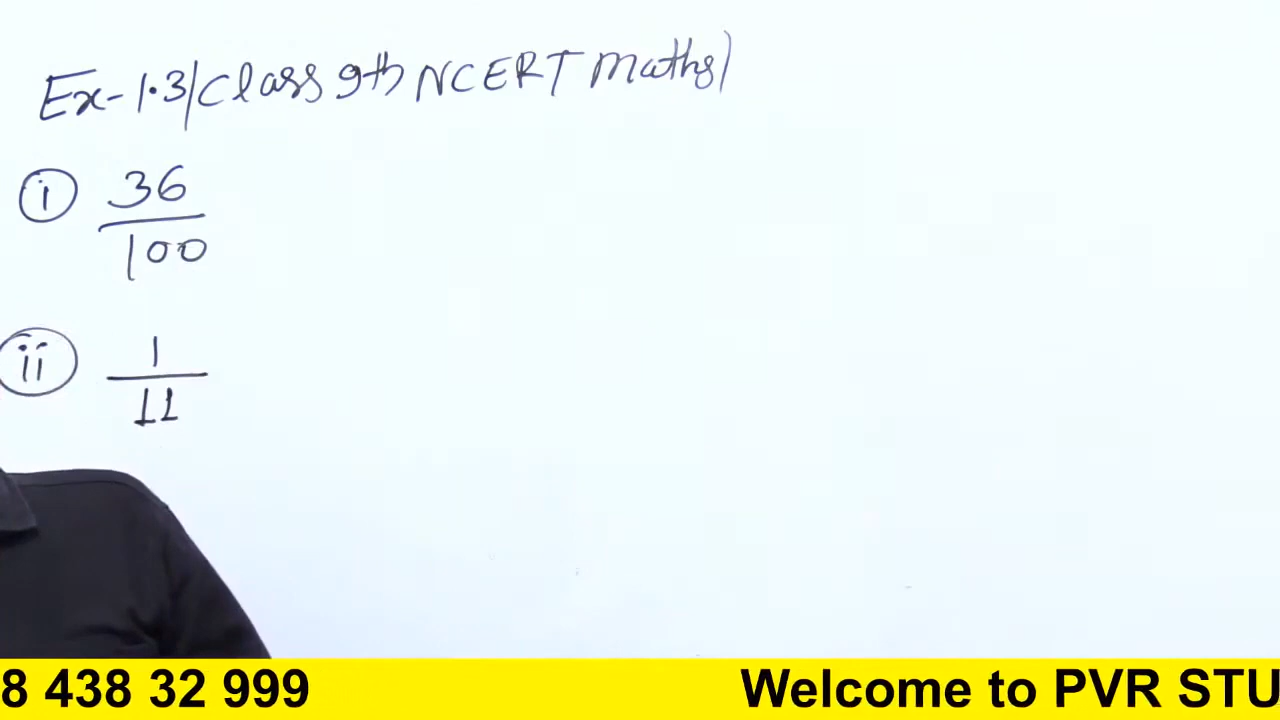 Ex-1.3/Class 9th NCERT Maths)
i 36
100
ii 1
11
8 438 32 999 Welcome to PVR STU